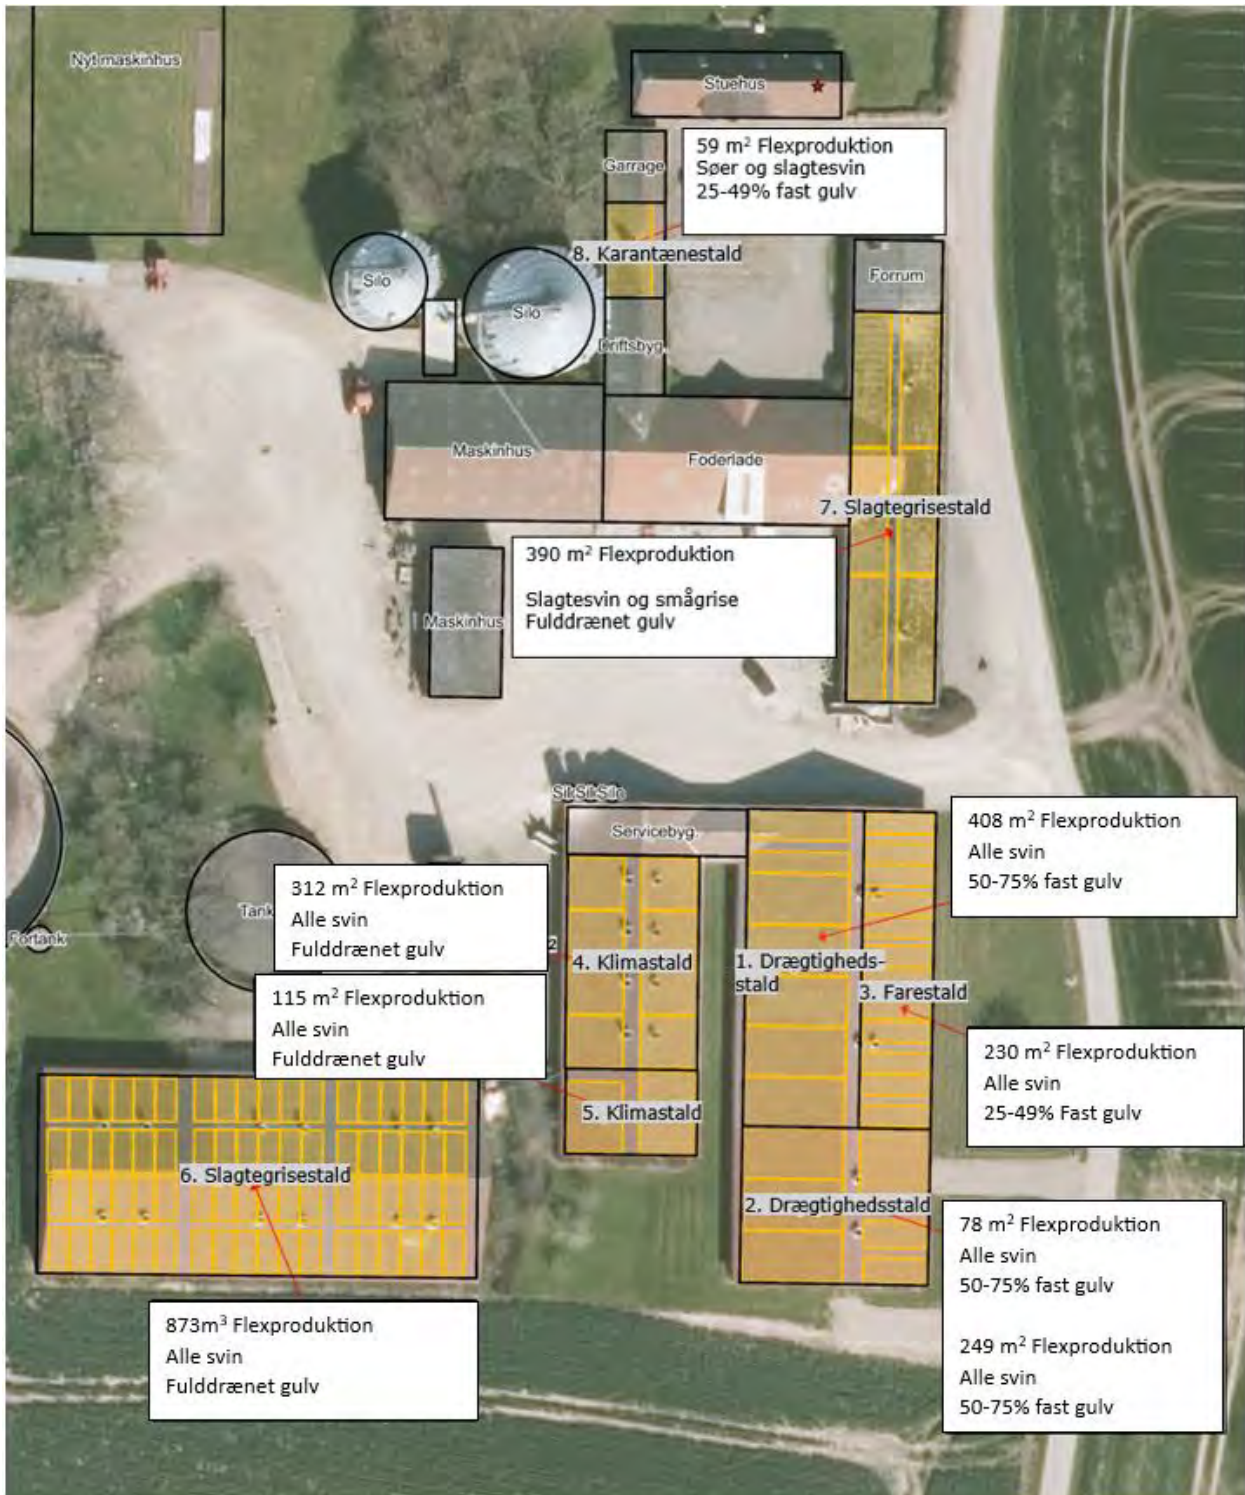 Nyt maskinhus
Stuehus
Garrage
59 m² Flexproduktion
Søer og slagtesvin
25-49% fast gulv
8. Karantænestald
Silo
Silo
Forrum
Driftsbyg.
Maskinhus
Foderlade
7. Slagtegrisestald
390 m² Flexproduktion
Slagtesvin og smågrise
Fulddrænet gulv
Maskinhus
Silo
Servicebyg.
408 m² Flexproduktion
Alle svin
50-75% fast gulv
312 m² Flexproduktion
Alle svin
Fulddrænet gulv
Tank
Fortank
2
4. Klimastald
1. Drægtigheds-
stald
3. Farestald
115 m² Flexproduktion
Alle svin
Fulddrænet gulv
230 m² Flexproduktion
Alle svin
25-49% Fast gulv
5. Klimastald
6. Slagtegrisestald
2. Drægtighedsstald
78 m² Flexproduktion
Alle svin
50-75% fast gulv
249 m² Flexproduktion
Alle svin
50-75% fast gulv
873m³ Flexproduktion
Alle svin
Fulddrænet gulv